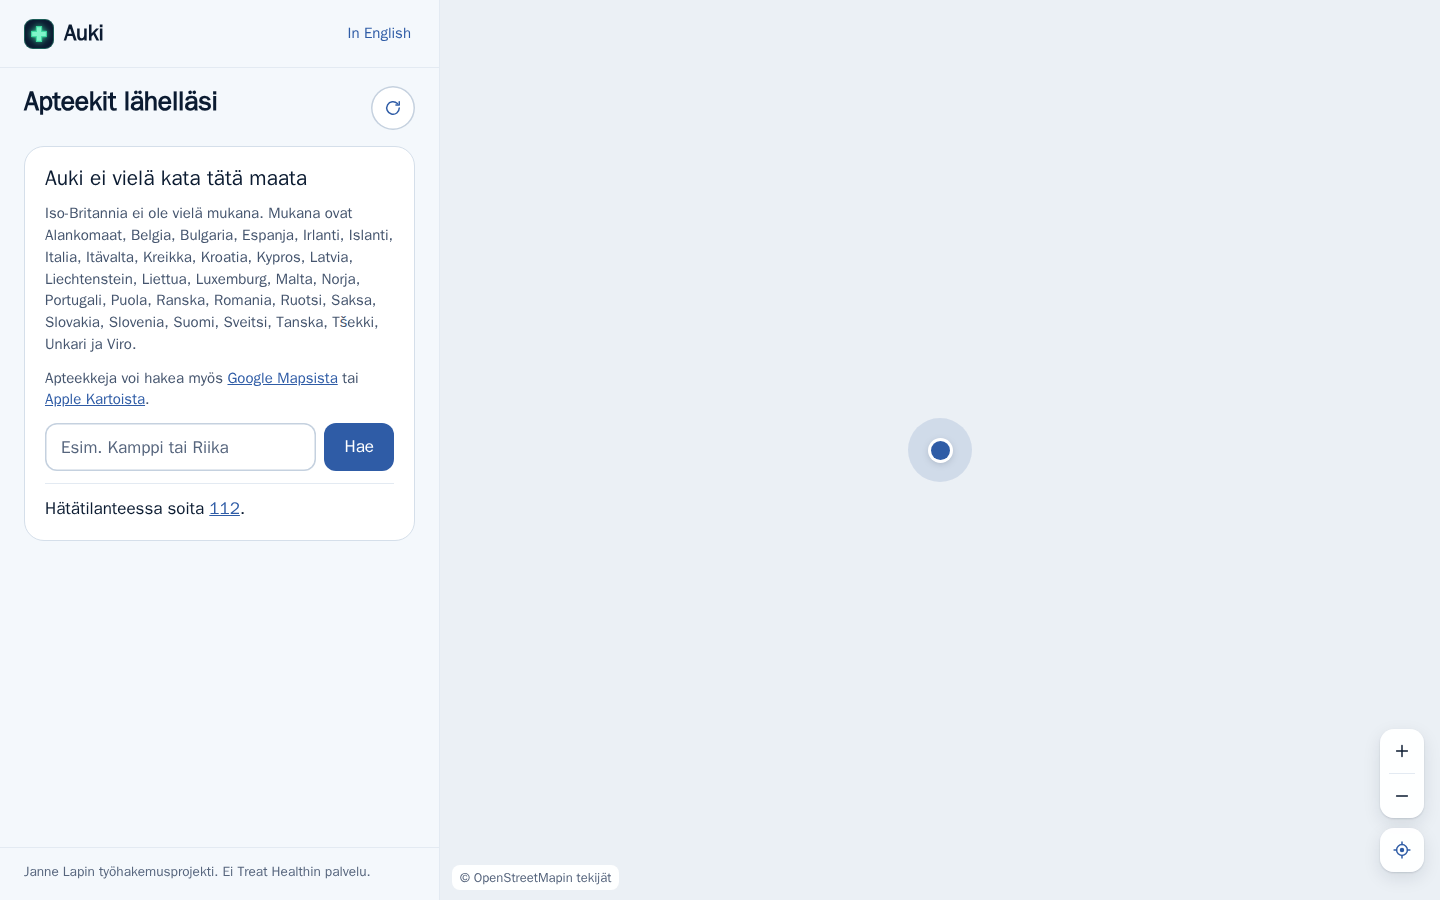 Auki
In English
Apteekit lähelläsi
Auki ei vielä kata tätä maata
Iso-Britannia ei ole vielä mukana. Mukana ovat
Alankomaat, Belgia, Bulgaria, Espanja, Irlanti, Islanti,
Italia, Itävalta, Kreikka, Kroatia, Kypros, Latvia,
Liechtenstein, Liettua, Luxemburg, Malta, Norja,
Portugali, Puola, Ranska, Romania, Ruotsi, Saksa,
Slovakia, Slovenia, Suomi, Sveitsi, Tanska, Tšekki,
Unkari ja Viro.
Apteekkeja voi hakea myös Google Mapsista tai
Apple Kartoista.
Esim. Kamppi tai Riika
Hae
Hätätilanteessa soita 112.
Janne Lapin työhakemusprojekti. Ei Treat Healthin palvelu.
© OpenStreetMapin tekijät